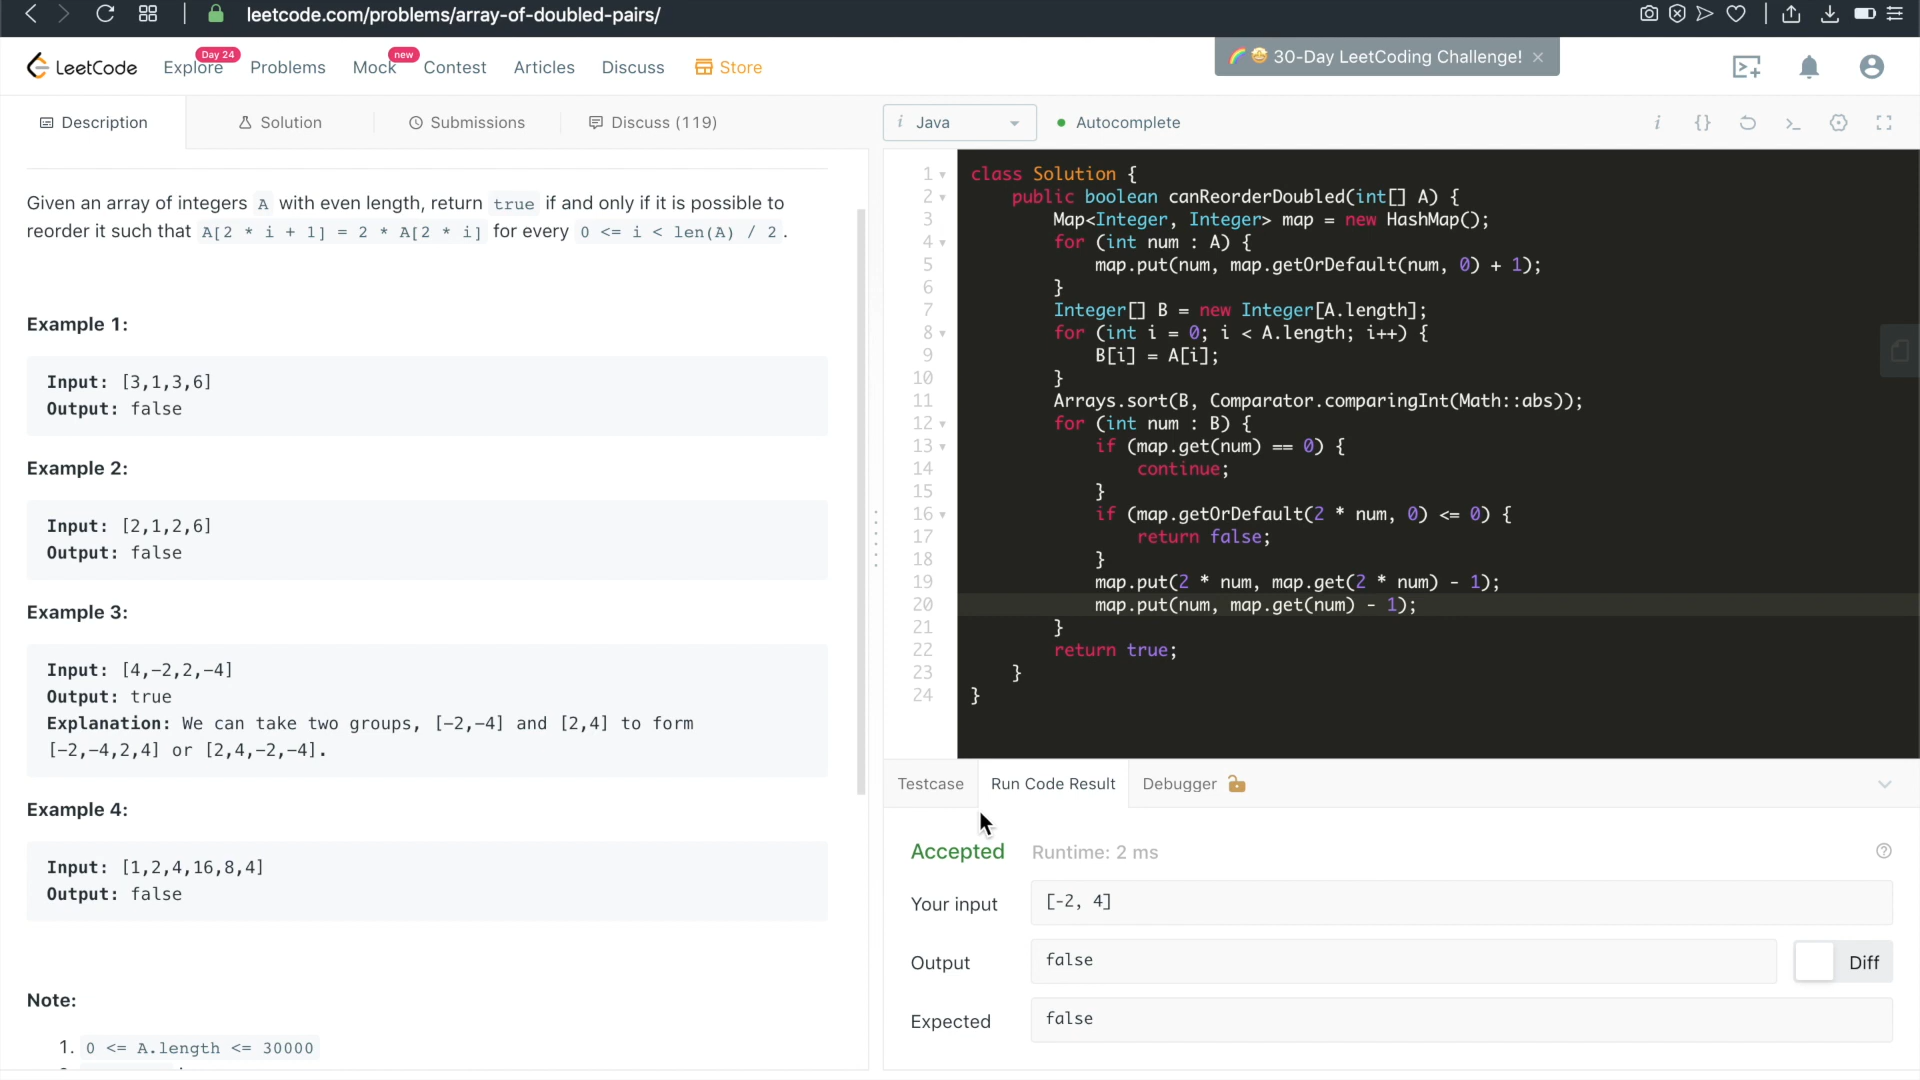 leetcode.com/problems/array-of-doubled-pairs/
LeetCode
Explore
Day 24
Problems
Mock
new
Contest
Articles
Discuss
Store
🌈 🤩 30-Day LeetCoding Challenge! ×
Description
Solution
Submissions
Discuss (119)
i Java
Autocomplete
Given an array of integers A with even length, return true if and only if it is possible to
reorder it such that A[2 * i + 1] = 2 * A[2 * i] for every 0 <= i < len(A) / 2.
Example 1:
Input: [3,1,3,6]
Output: false
Example 2:
Input: [2,1,2,6]
Output: false
Example 3:
Input: [4,-2,2,-4]
Output: true
Explanation: We can take two groups, [-2,-4] and [2,4] to form
[-2,-4,2,4] or [2,4,-2,-4].
Example 4:
Input: [1,2,4,16,8,4]
Output: false
Note:
1. 0 <= A.length <= 30000
1 class Solution {
2 public boolean canReorderDoubled(int[] A) {
3 Map<Integer, Integer> map = new HashMap();
4 for (int num : A) {
5 map.put(num, map.getOrDefault(num, 0) + 1);
6 }
7 Integer[] B = new Integer[A.length];
8 for (int i = 0; i < A.length; i++) {
9 B[i] = A[i];
10 }
11 Arrays.sort(B, Comparator.comparingInt(Math::abs));
12 for (int num : B) {
13 if (map.get(num) == 0) {
14 continue;
15 }
16 if (map.getOrDefault(2 * num, 0) <= 0) {
17 return false;
18 }
19 map.put(2 * num, map.get(2 * num) - 1);
20 map.put(num, map.get(num) - 1);
21 }
22 return true;
23 }
24 }
Testcase
Run Code Result
Debugger
Accepted
Runtime: 2 ms
Your input
[-2, 4]
Output
false
Diff
Expected
false